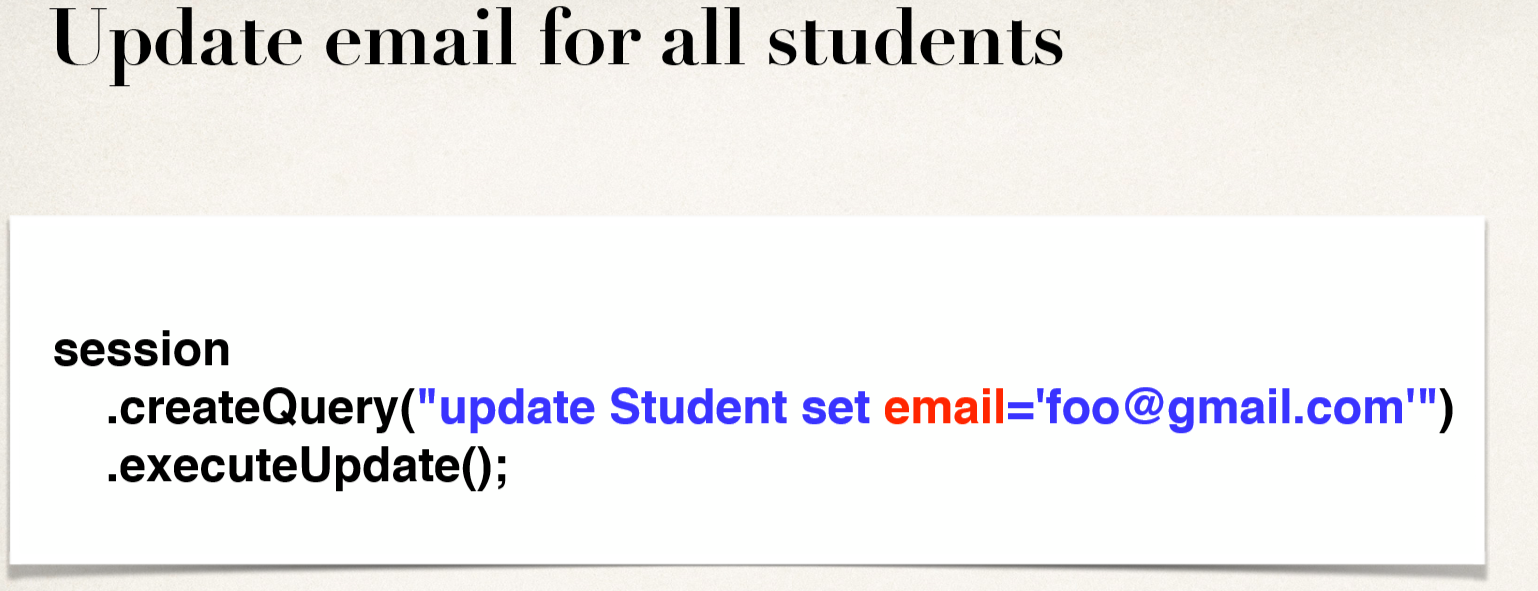 Update email for all students
session
.createQuery("update Student set email='foo@gmail.com'")
.executeUpdate();